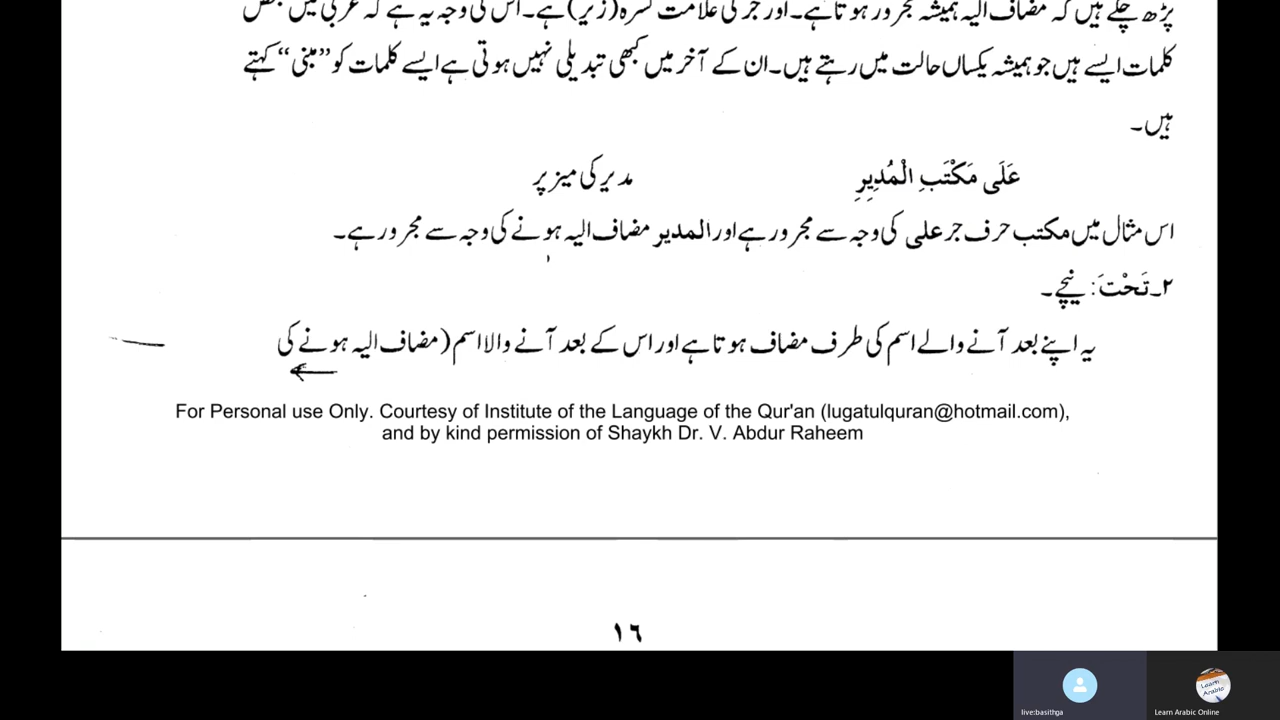 پڑھ چکے ہیں کہ مضاف الیہ ہمیشہ مجرور ہوتا ہے۔ اور جر کی علامت کسرہ (زیر) ہے۔ اس کی وجہ یہ ہے کہ عربی میں بعض
کلمات ایسے ہیں جو ہمیشہ یکساں حالت میں رہتے ہیں۔ ان کے آخر میں کبھی تبدیلی نہیں ہوتی ہے ایسے کلمات کو ”مبنی“ کہتے
ہیں۔
عَلَى مَكْتَبِ الْمُدِيرِ مدیر کی میز پر
اس مثال میں مکتب حرف جر علی کی وجہ سے مجرور ہے اور المدیر مضاف الیہ ہونے کی وجہ سے مجرور ہے۔
۲۔ تَحْتَ: نیچے۔
یہ اپنے بعد آنے والے اسم کی طرف مضاف ہوتا ہے اور اس کے بعد آنے والا اسم (مضاف الیہ ہونے کی
For Personal use Only. Courtesy of Institute of the Language of the Qur'an (lugatulquran@hotmail.com),
and by kind permission of Shaykh Dr. V. Abdur Raheem
١٦
live:basithga
Learn Arabic Online
Learn Arabic